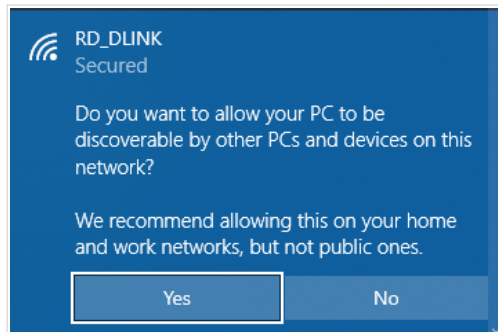 RD_DLINK
Secured
Do you want to allow your PC to be
discoverable by other PCs and devices on this
network?
We recommend allowing this on your home
and work networks, but not public ones.
Yes
No